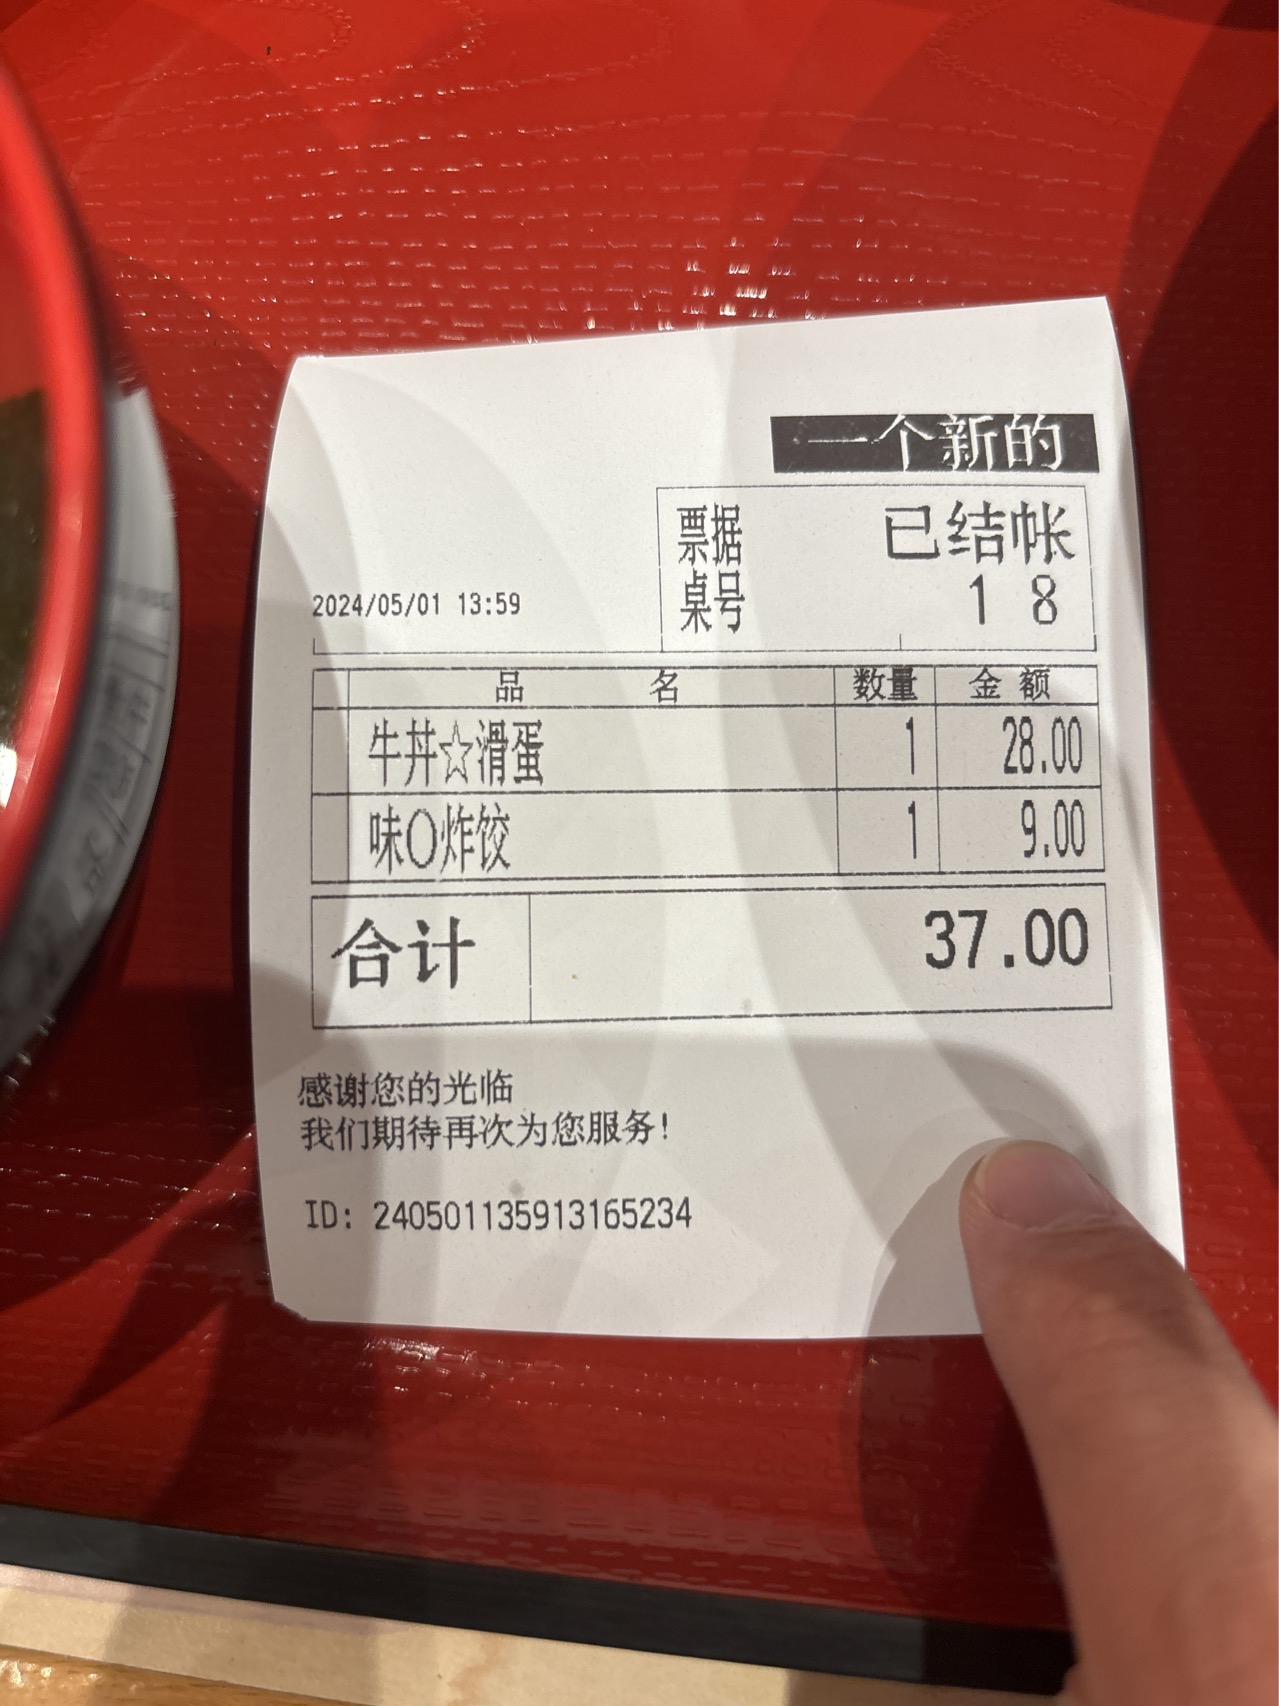 一个新的
票据 已结帐
桌号 18
2024/05/01 13:59
品名 数量 金额
牛丼☆滑蛋 1 28.00
味〇炸饺 1 9.00
合计 37.00
感谢您的光临
我们期待再次为您服务!
ID: 240501135913165234